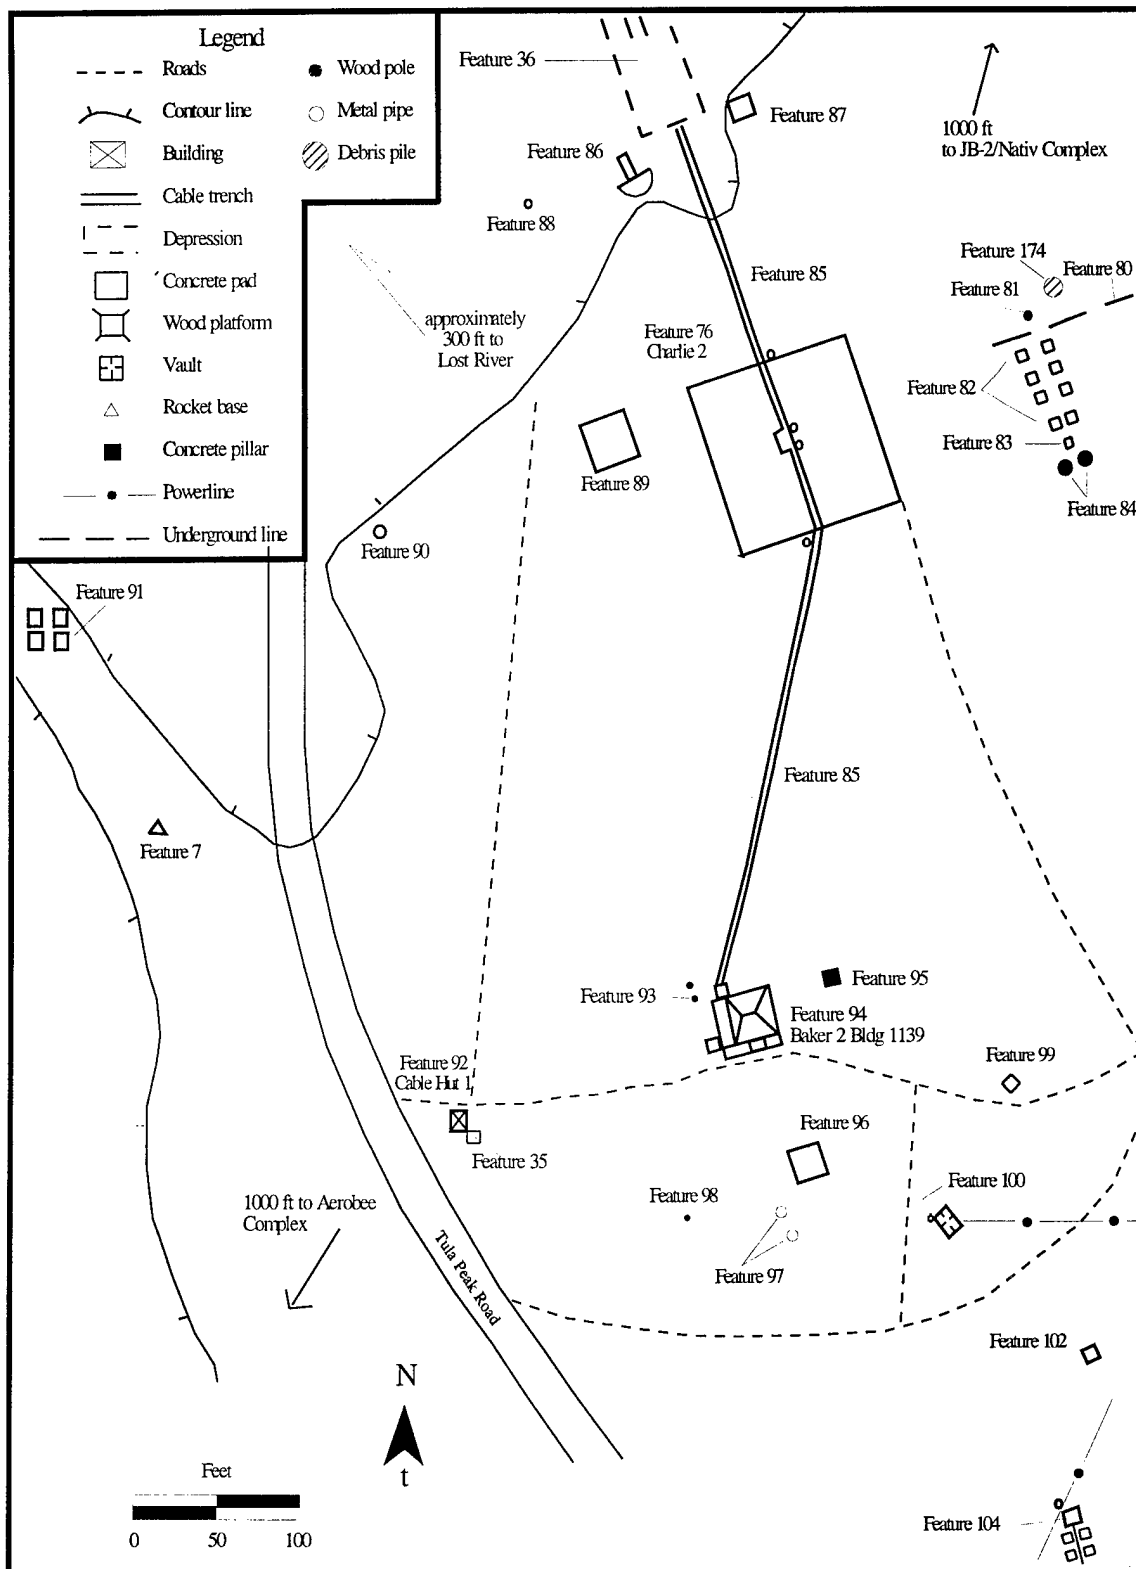 Legend
Roads
Contour line
Building
Cable trench
Depression
Concrete pad
Wood platform
Vault
Rocket base
Concrete pillar
Powerline
Underground line
Wood pole
Metal pipe
Debris pile
Feature 36
Feature 87
1000 ft
to JB-2/Nativ Complex
Feature 86
Feature 88
Feature 85
Feature 174
Feature 80
Feature 81
approximately
300 ft to
Lost River
Feature 76
Charlie 2
Feature 82
Feature 83
Feature 89
Feature 84
Feature 90
Feature 91
Feature 85
Feature 7
Feature 93
Feature 95
Feature 94
Baker 2 Bldg 1139
Feature 92
Cable Hut 1
Feature 99
Feature 35
Feature 96
Feature 100
Feature 98
1000 ft to Aerobee
Complex
Feature 97
Tula Peak Road
Feature 102
N
t
Feet
0 50 100
Feature 104